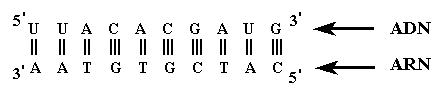 5' U U A C A C G A U G 3' ADN
3' A A T G T G C T A C 5' ARN